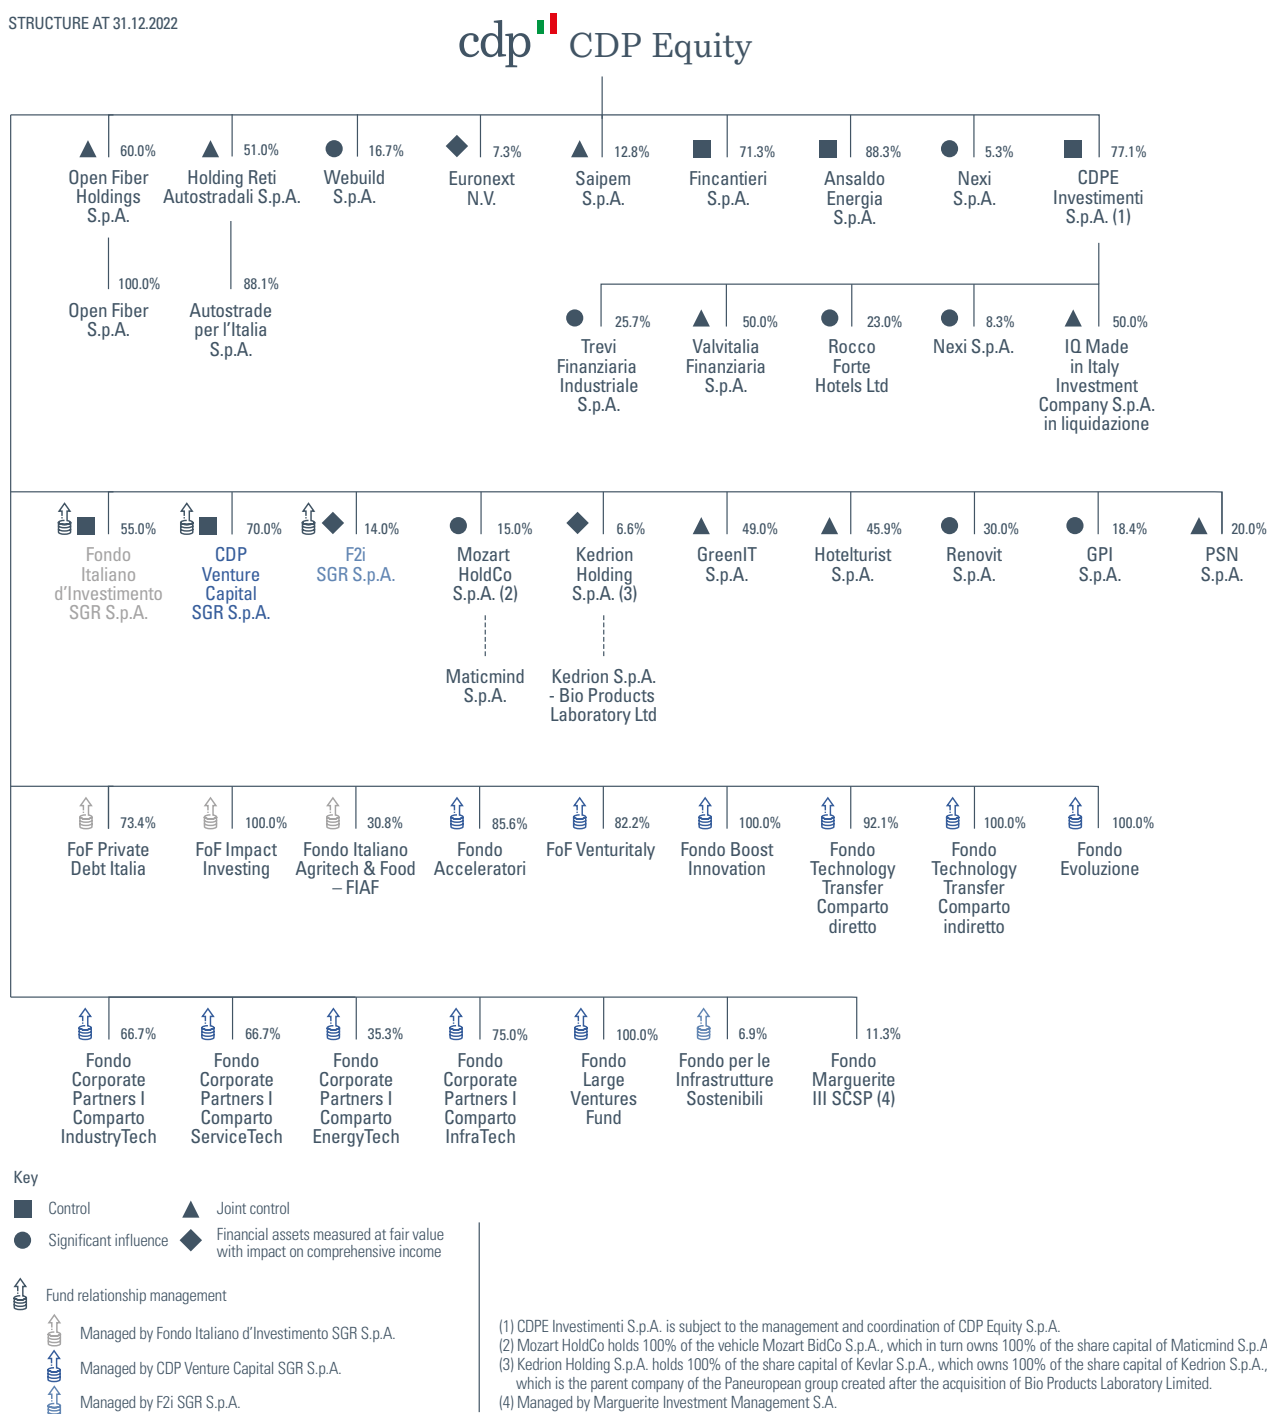 STRUCTURE AT 31.12.2022
cdp CDP Equity
60.0%
Open Fiber
Holdings
S.p.A.
51.0%
Holding Reti
Autostradali S.p.A.
16.7%
Webuild
S.p.A.
7.3%
Euronext
N.V.
12.8%
Saipem
S.p.A.
71.3%
Fincantieri
S.p.A.
88.3%
Ansaldo
Energia
S.p.A.
5.3%
Nexi
S.p.A.
77.1%
CDPE
Investimenti
S.p.A. (1)
100.0%
Open Fiber
S.p.A.
88.1%
Autostrade
per l'Italia
S.p.A.
25.7%
Trevi
Finanziaria
Industriale
S.p.A.
50.0%
Valvitalia
Finanziaria
S.p.A.
23.0%
Rocco
Forte
Hotels Ltd
8.3%
Nexi S.p.A.
50.0%
IQ Made
in Italy
Investment
Company S.p.A.
in liquidazione
55.0%
Fondo
Italiano
d'Investimento
SGR S.p.A.
70.0%
CDP
Venture
Capital
SGR S.p.A.
14.0%
F2i
SGR S.p.A.
15.0%
Mozart
HoldCo
S.p.A. (2)
6.6%
Kedrion
Holding
S.p.A. (3)
49.0%
GreenIT
S.p.A.
45.9%
Hotelturist
S.p.A.
30.0%
Renovit
S.p.A.
18.4%
GPI
S.p.A.
20.0%
PSN
S.p.A.
Maticmind
S.p.A.
Kedrion S.p.A.
- Bio Products
Laboratory Ltd
73.4%
FoF Private
Debt Italia
100.0%
FoF Impact
Investing
30.8%
Fondo Italiano
Agritech & Food
– FIAF
85.6%
Fondo
Acceleratori
82.2%
FoF Venturitaly
100.0%
Fondo Boost
Innovation
92.1%
Fondo
Technology
Transfer
Comparto
diretto
100.0%
Fondo
Technology
Transfer
Comparto
indiretto
100.0%
Fondo
Evoluzione
66.7%
Fondo
Corporate
Partners I
Comparto
IndustryTech
66.7%
Fondo
Corporate
Partners I
Comparto
ServiceTech
35.3%
Fondo
Corporate
Partners I
Comparto
EnergyTech
75.0%
Fondo
Corporate
Partners I
Comparto
InfraTech
100.0%
Fondo
Large
Ventures
Fund
6.9%
Fondo per le
Infrastrutture
Sostenibili
11.3%
Fondo
Marguerite
III SCSP (4)
Key
Control
Joint control
Significant influence
Financial assets measured at fair value
with impact on comprehensive income
Fund relationship management
Managed by Fondo Italiano d'Investimento SGR S.p.A.
Managed by CDP Venture Capital SGR S.p.A.
Managed by F2i SGR S.p.A.
(1) CDPE Investimenti S.p.A. is subject to the management and coordination of CDP Equity S.p.A.
(2) Mozart HoldCo holds 100% of the vehicle Mozart BidCo S.p.A., which in turn owns 100% of the share capital of Maticmind S.p.A
(3) Kedrion Holding S.p.A. holds 100% of the share capital of Kevlar S.p.A., which owns 100% of the share capital of Kedrion S.p.A.,
which is the parent company of the Paneuropean group created after the acquisition of Bio Products Laboratory Limited.
(4) Managed by Marguerite Investment Management S.A.